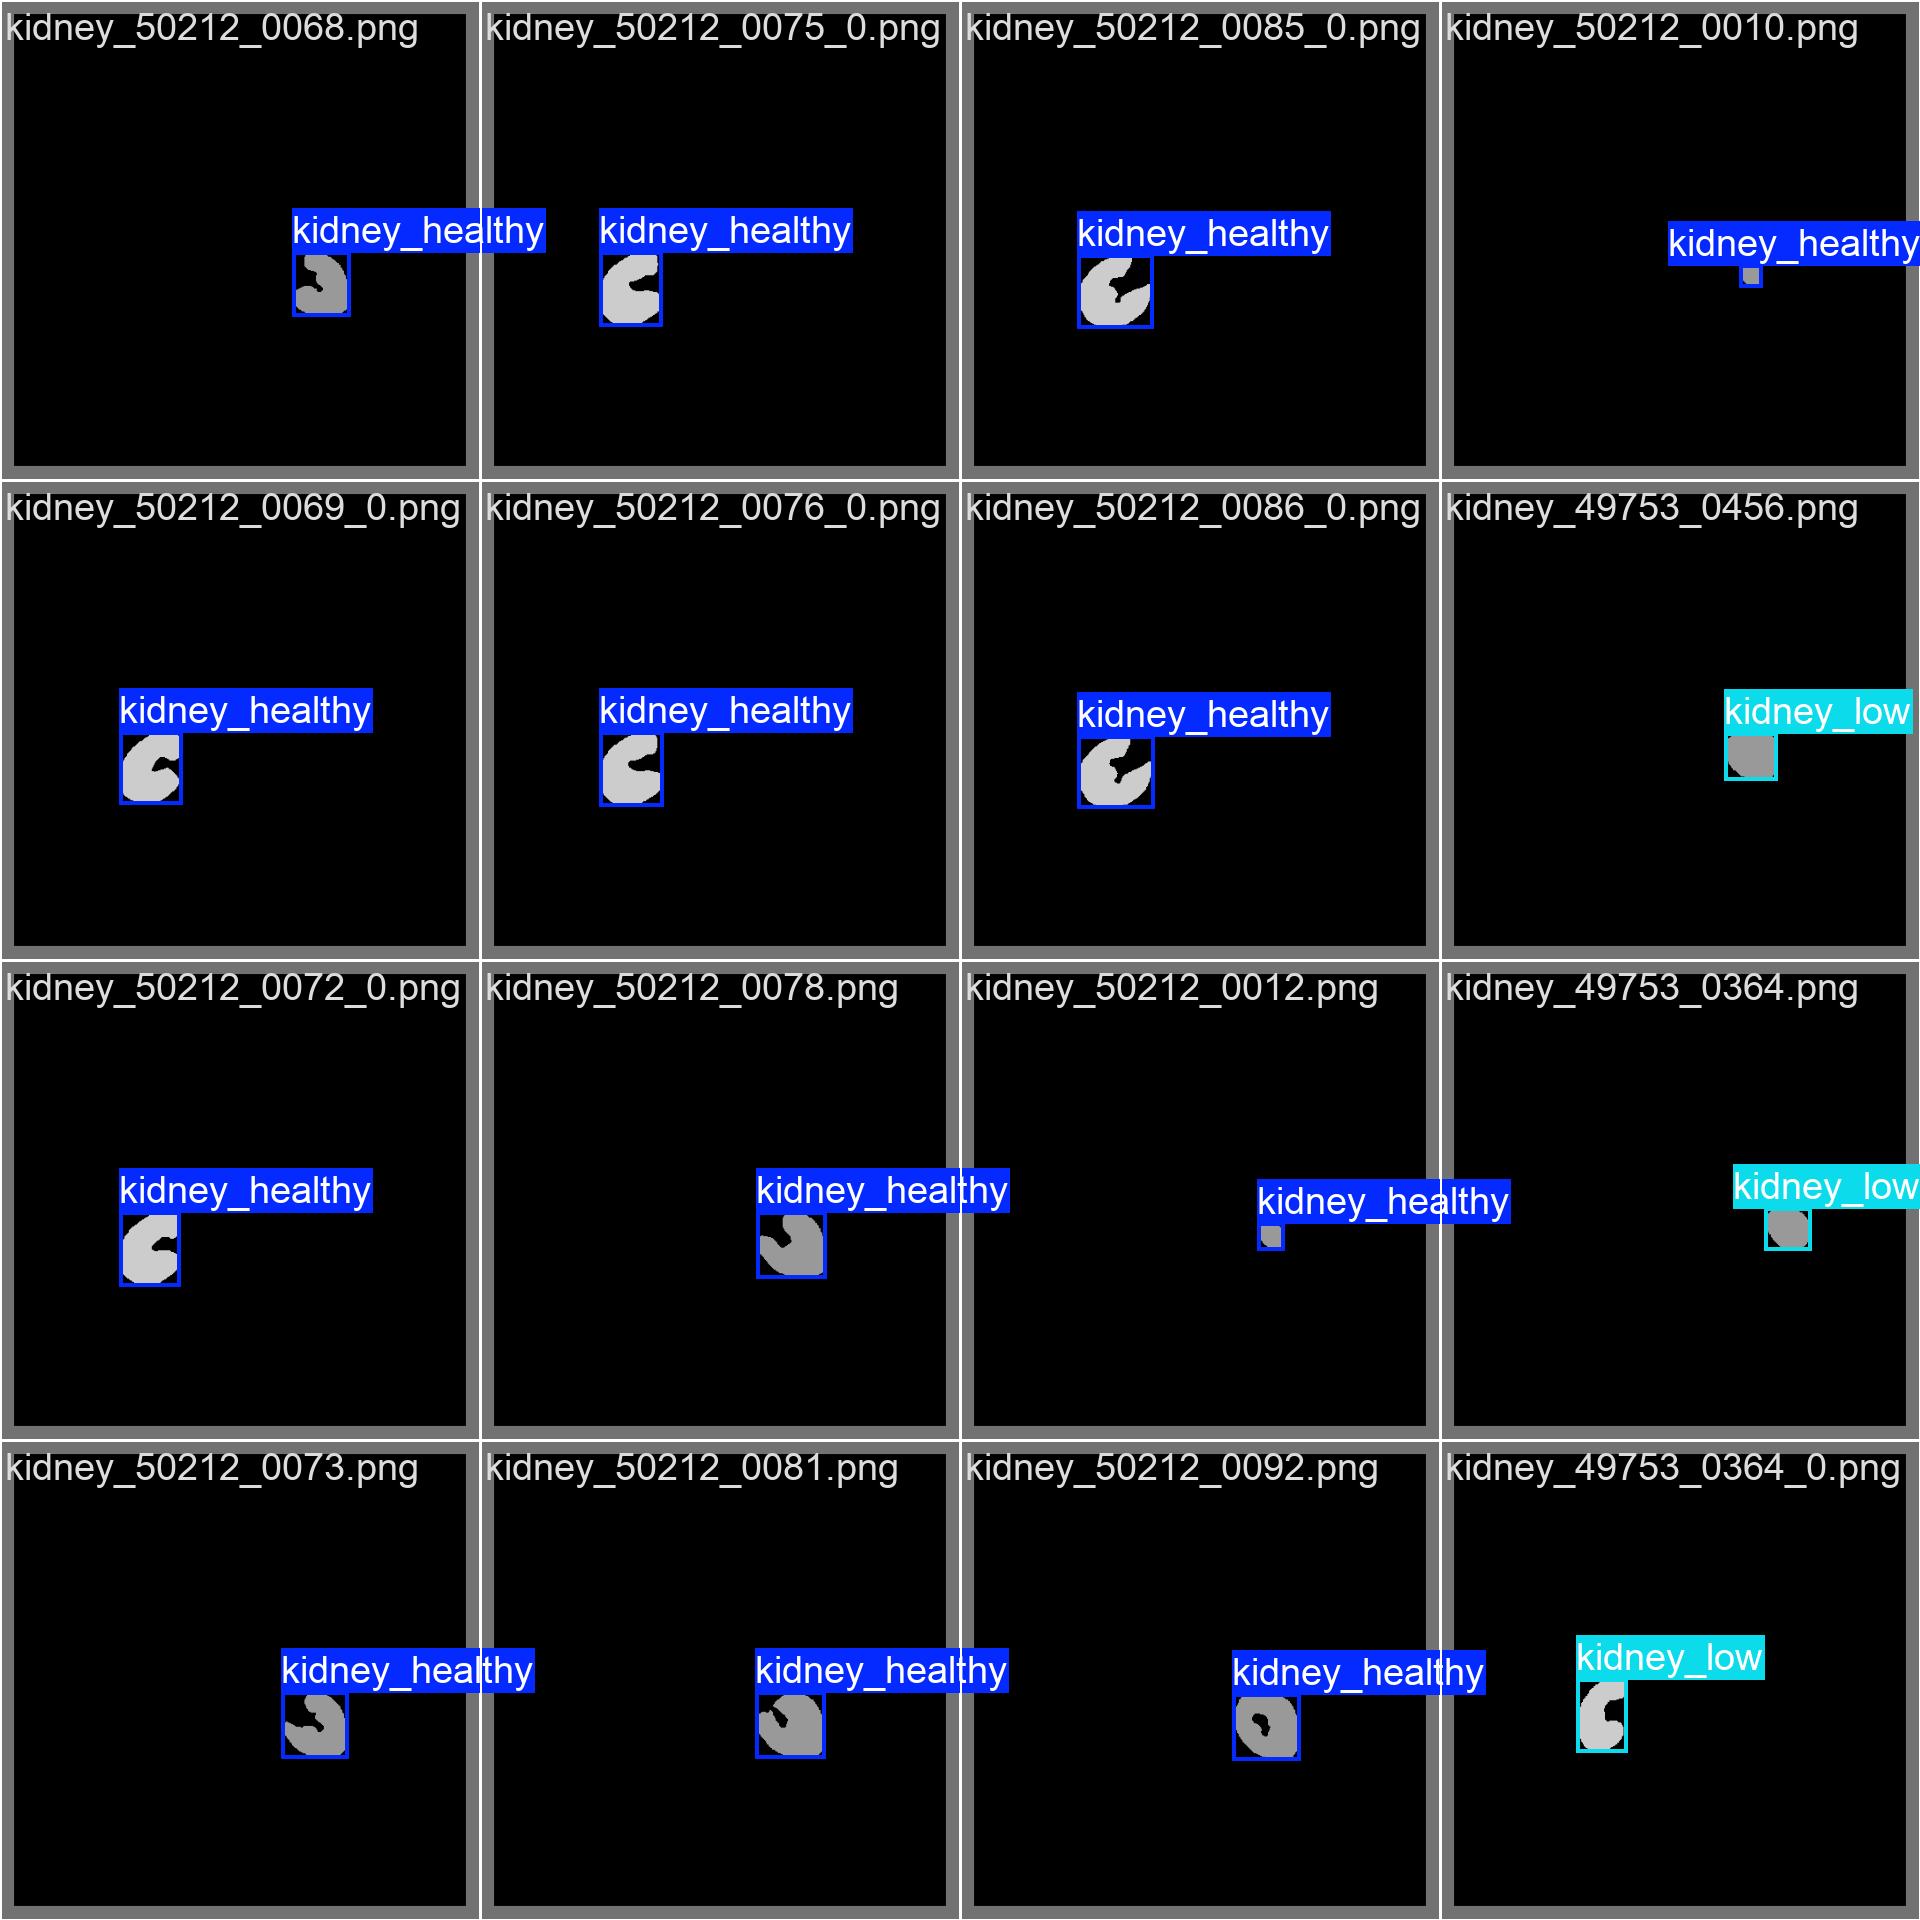 kidney_50212_0068.png
kidney_50212_0075_0.png
kidney_50212_0085_0.png
kidney_50212_0010.png
kidney_healthy
kidney_healthy
kidney_healthy
kidney_healthy
kidney_50212_0069_0.png
kidney_50212_0076_0.png
kidney_50212_0086_0.png
kidney_49753_0456.png
kidney_healthy
kidney_healthy
kidney_healthy
kidney_low
kidney_50212_0072_0.png
kidney_50212_0078.png
kidney_50212_0012.png
kidney_49753_0364.png
kidney_healthy
kidney_healthy
kidney_healthy
kidney_low
kidney_50212_0073.png
kidney_50212_0081.png
kidney_50212_0092.png
kidney_49753_0364_0.png
kidney_healthy
kidney_healthy
kidney_healthy
kidney_low